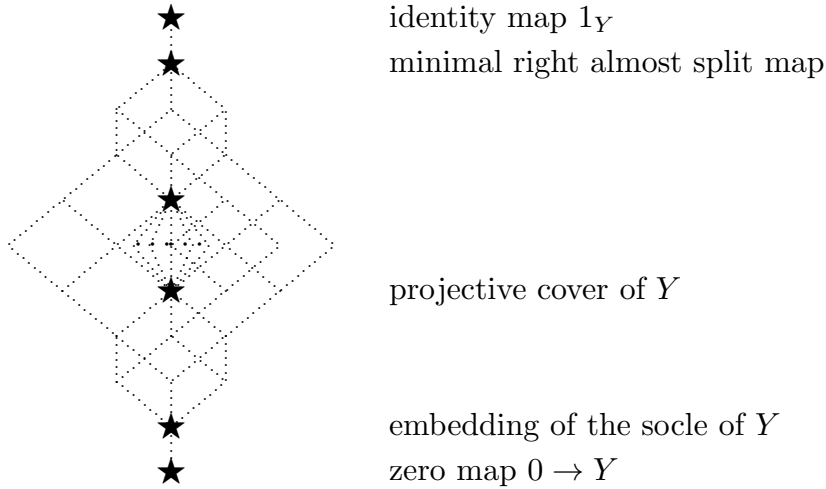 identity map 1_Y
minimal right almost split map
projective cover of Y
embedding of the socle of Y
zero map 0 → Y